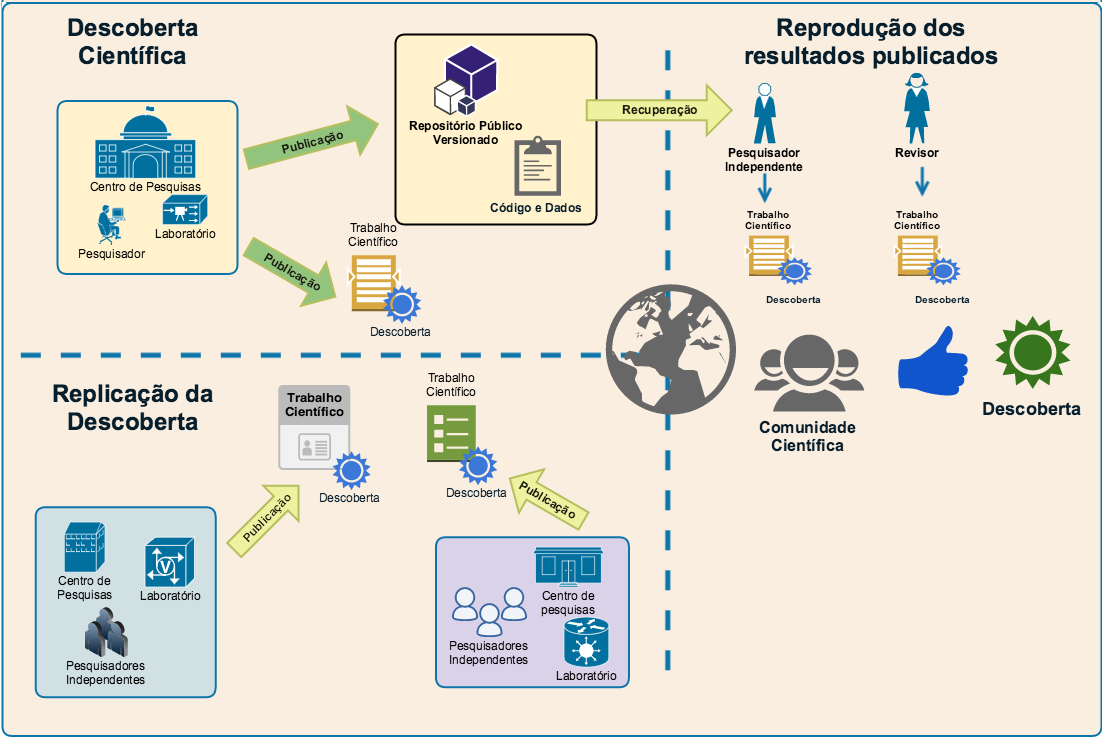 Descoberta
Científica
Centro de Pesquisas
Pesquisador
Laboratório
Publicação
Publicação
Repositório Público
Versionado
Código e Dados
Trabalho
Científico
Descoberta
Recuperação
Reprodução dos
resultados publicados
Pesquisador
Independente
Revisor
Trabalho
Científico
Descoberta
Trabalho
Científico
Descoberta
Comunidade
Científica
Descoberta
Replicação da
Descoberta
Trabalho
Científico
Descoberta
Trabalho
Científico
Descoberta
Publicação
Publicação
Centro de
Pesquisas
V
Laboratório
Pesquisadores
Independentes
Centro de
pesquisas
Pesquisadores
Independentes
Laboratório